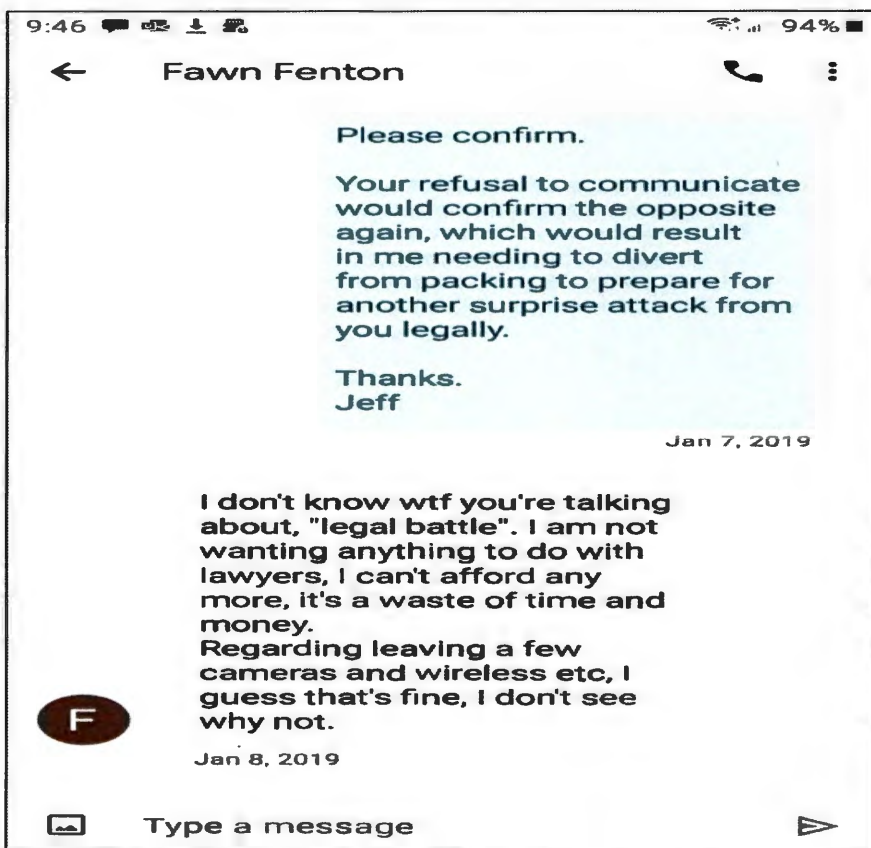 9:46 94%
Fawn Fenton
Please confirm.
Your refusal to communicate
would confirm the opposite
again, which would result
in me needing to divert
from packing to prepare for
another surprise attack from
you legally.
Thanks.
Jeff
Jan 7, 2019
I don't know wtf you're talking
about, "legal battle". I am not
wanting anything to do with
lawyers, I can't afford any
more, it's a waste of time and
money.
Regarding leaving a few
cameras and wireless etc, I
guess that's fine, I don't see
why not.
F
Jan 8, 2019
Type a message